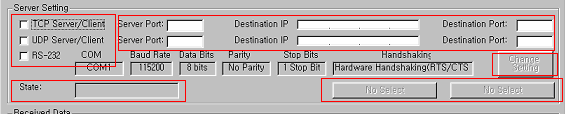 Server Setting
TCP Server/Client Server Port: Destination IP Destination Port:
UDP Server/Client Server Port: Destination IP Destination Port:
RS-232 COM Baud Rate Data Bits Parity Stop Bits Handshaking
COM1 115200 8 bits No Parity 1 Stop Bit Hardware Handshaking(RTS/CTS
Change Setting
State: No Select No Select
Received Data